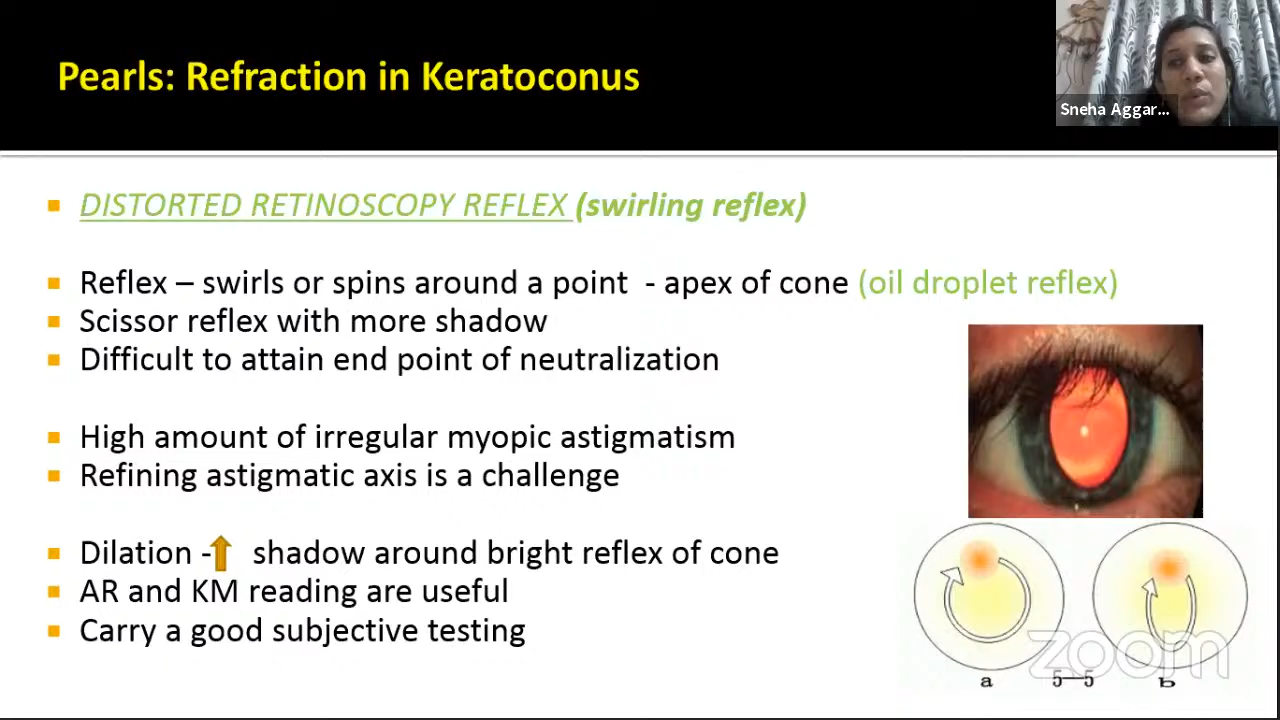 Pearls: Refraction in Keratoconus
Sneha Aggar...
DISTORTED RETINOSCOPY REFLEX (swirling reflex)
Reflex – swirls or spins around a point - apex of cone (oil droplet reflex)
Scissor reflex with more shadow
Difficult to attain end point of neutralization
High amount of irregular myopic astigmatism
Refining astigmatic axis is a challenge
Dilation - shadow around bright reflex of cone
AR and KM reading are useful
Carry a good subjective testing
zoom
a 5—5 b